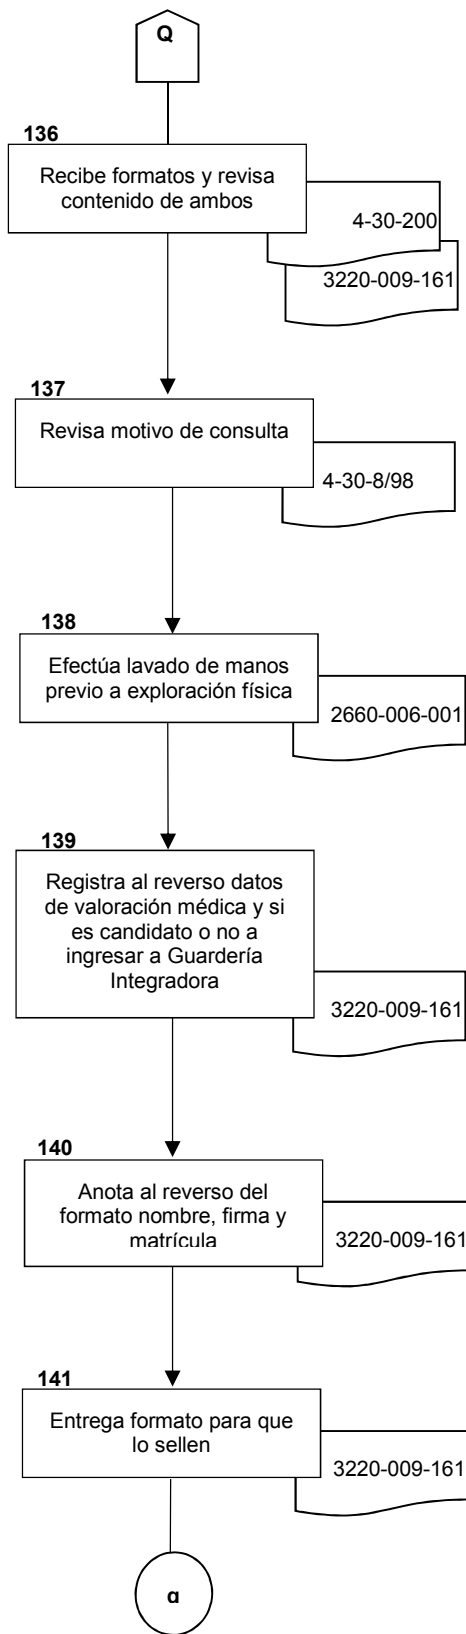 Q
136
Recibe formatos y revisa
contenido de ambos
4-30-200
3220-009-161
137
Revisa motivo de consulta
4-30-8/98
138
Efectúa lavado de manos
previo a exploración física
2660-006-001
139
Registra al reverso datos
de valoración médica y si
es candidato o no a
ingresar a Guardería
Integradora
3220-009-161
140
Anota al reverso del
formato nombre, firma y
matrícula
3220-009-161
141
Entrega formato para que
lo sellen
3220-009-161
α